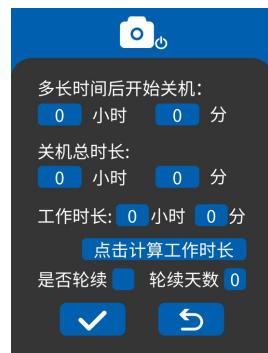 多长时间后开始关机：
0 小时 0 分
关机总时长:
0 小时 0 分
工作时长: 0 小时 0 分
点击计算工作时长
是否轮续 轮续天数 0